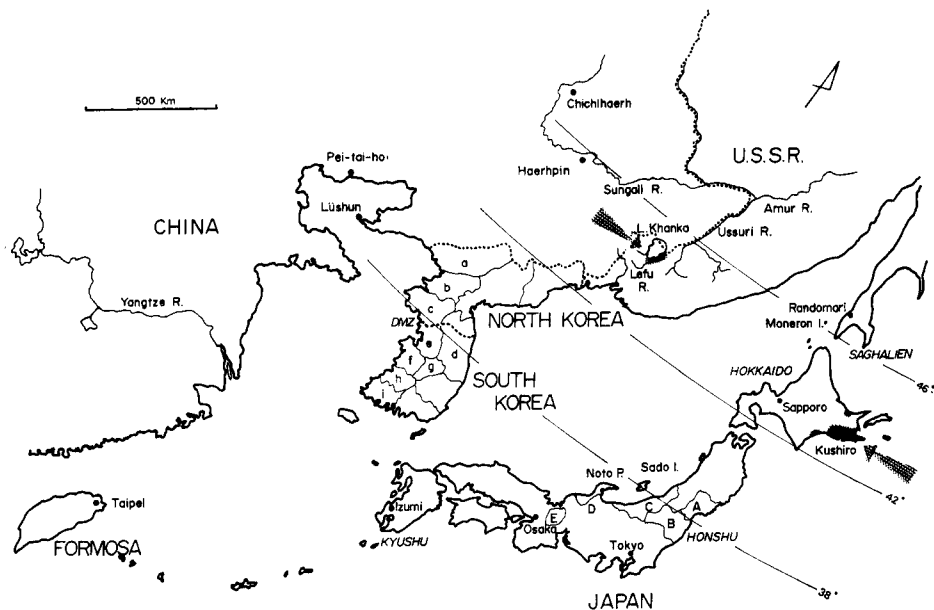 500 Km
Chichihaerh
U.S.S.R.
Pei-tai-ho
Haerhpin
Sungali R.
Amur R.
Lüshun
CHINA
L. Khanka
Ussuri R.
Lefu
R.
a
b
Yangtze R.
c
DMZ
NORTH KOREA
Randomari
Moneron I.
e
d
SAGHALIEN
f
g
HOKKAIDO
h
SOUTH
KOREA
i
46°
Sapporo
Kushiro
Noto P.
Sado I.
42°
Taipei
Izumi
D
C
A
E
B
Osaka
FORMOSA
KYUSHU
Tokyo
HONSHU
38°
JAPAN